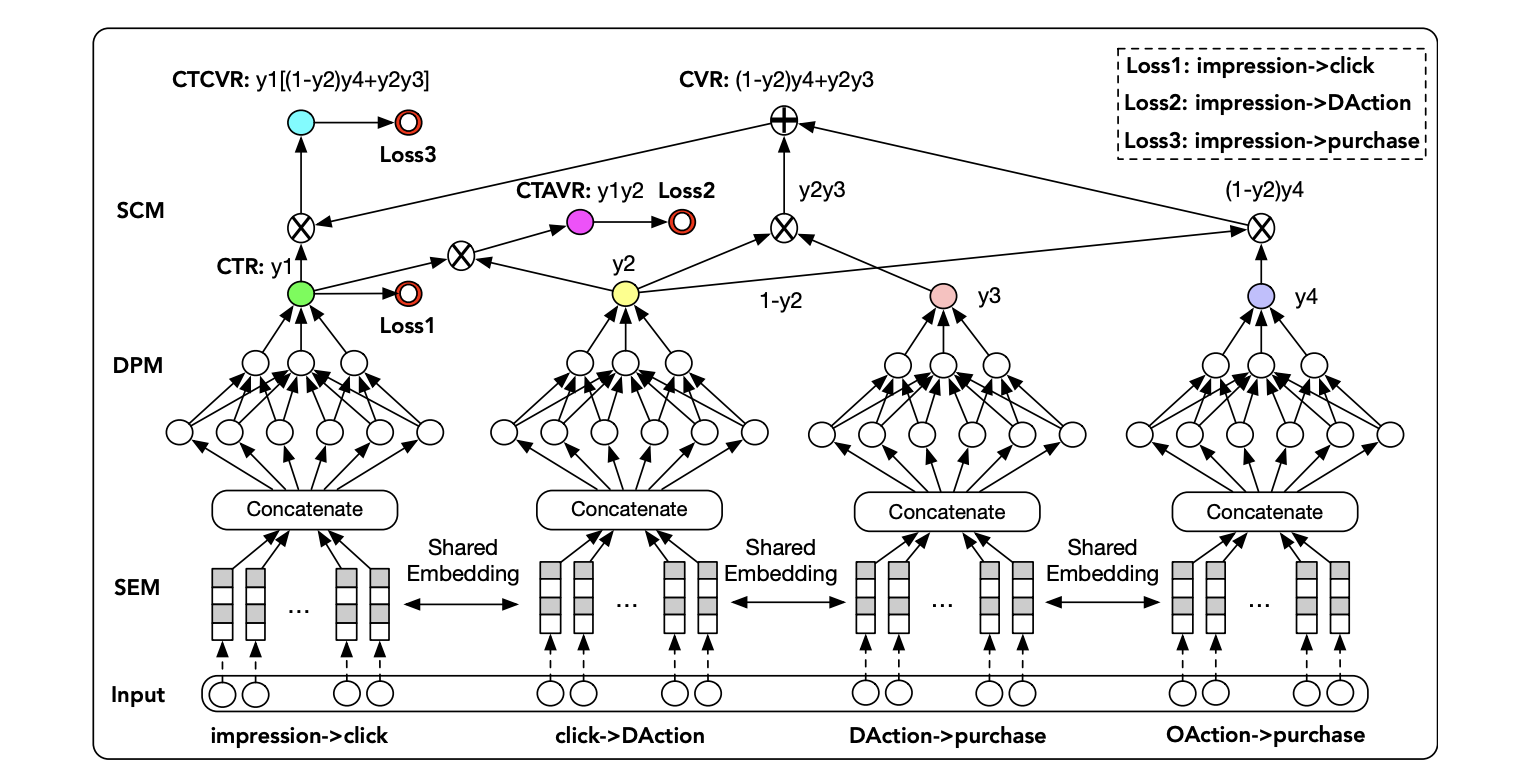 CTCVR: y1[(1-y2)y4+y2y3]
CVR: (1-y2)y4+y2y3
Loss1: impression->click
Loss2: impression->DAction
Loss3: impression->purchase
Loss3
SCM
CTAVR: y1y2 Loss2
y2y3
(1-y2)y4
CTR: y1
y2
Loss1
1-y2
y3
y4
DPM
Concatenate
Concatenate
Concatenate
Concatenate
SEM
...
Shared
Embedding
...
Shared
Embedding
...
Shared
Embedding
...
Input
impression->click
click->DAction
DAction->purchase
OAction->purchase